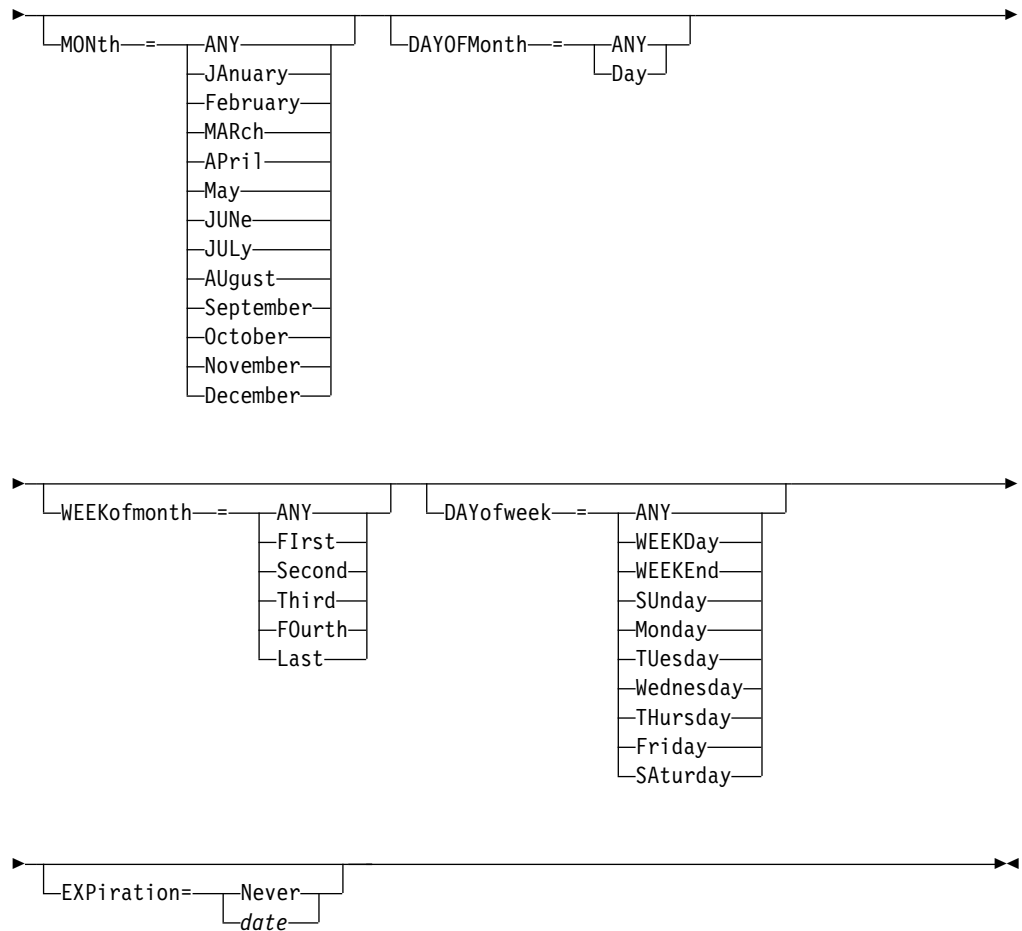 MONth = ANY DAYOFMonth = ANY
JAnuary Day
February
MARch
APril
May
JUNe
JULy
AUgust
September
October
November
December
WEEKofmonth = ANY DAYofweek = ANY
FIrst WEEKDay
Second WEEKEnd
Third SUnday
FOurth Monday
Last TUesday
Wednesday
THursday
Friday
SAturday
EXPiration= Never
date